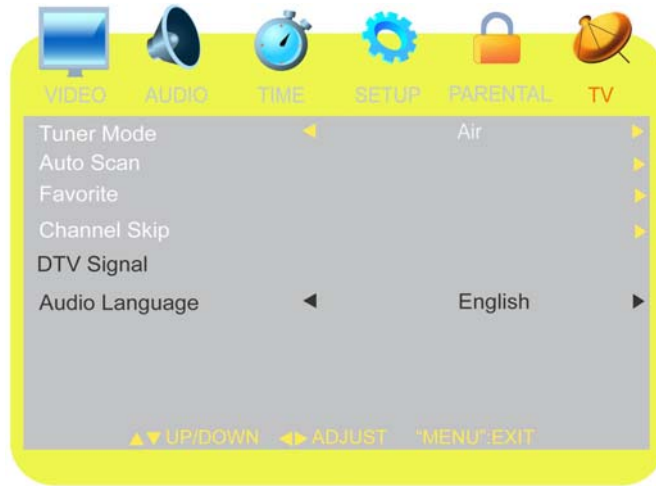 VIDEO AUDIO TIME SETUP PARENTAL TV
Tuner Mode ◀ Air ▶
Auto Scan ▶
Favorite ▶
Channel Skip ▶
DTV Signal
Audio Language ◀ English ▶
▲▼UP/DOWN ◀▶ADJUST “MENU”:EXIT